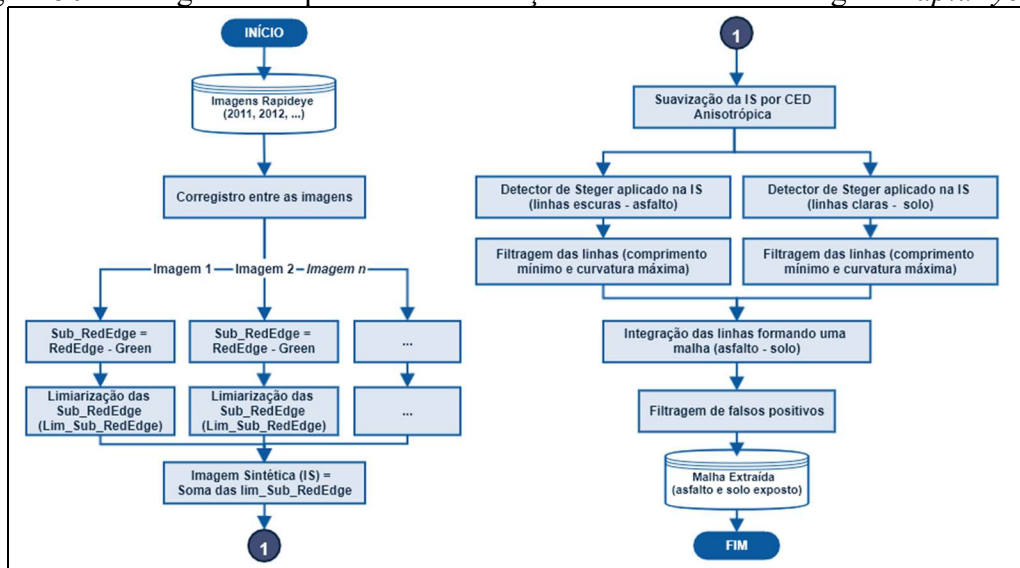 INÍCIO
Imagens Rapideye
(2011, 2012, ...)
Corregistro entre as imagens
Imagem 1
Imagem 2
Imagem n
Sub_RedEdge =
RedEdge - Green
Sub_RedEdge =
RedEdge - Green
...
Limiarização das
Sub_RedEdge
(Lim_Sub_RedEdge)
Limiarização das
Sub_RedEdge
(Lim_Sub_RedEdge)
...
Imagem Sintética (IS) =
Soma das lim_Sub_RedEdge
1
1
Suavização da IS por CED
Anisotrópica
Detector de Steger aplicado na IS
(linhas escuras - asfalto)
Detector de Steger aplicado na IS
(linhas claras - solo)
Filtragem das linhas (comprimento
mínimo e curvatura máxima)
Filtragem das linhas (comprimento
mínimo e curvatura máxima)
Integração das linhas formando uma
malha (asfalto - solo)
Filtragem de falsos positivos
Malha Extraída
(asfalto e solo exposto)
FIM